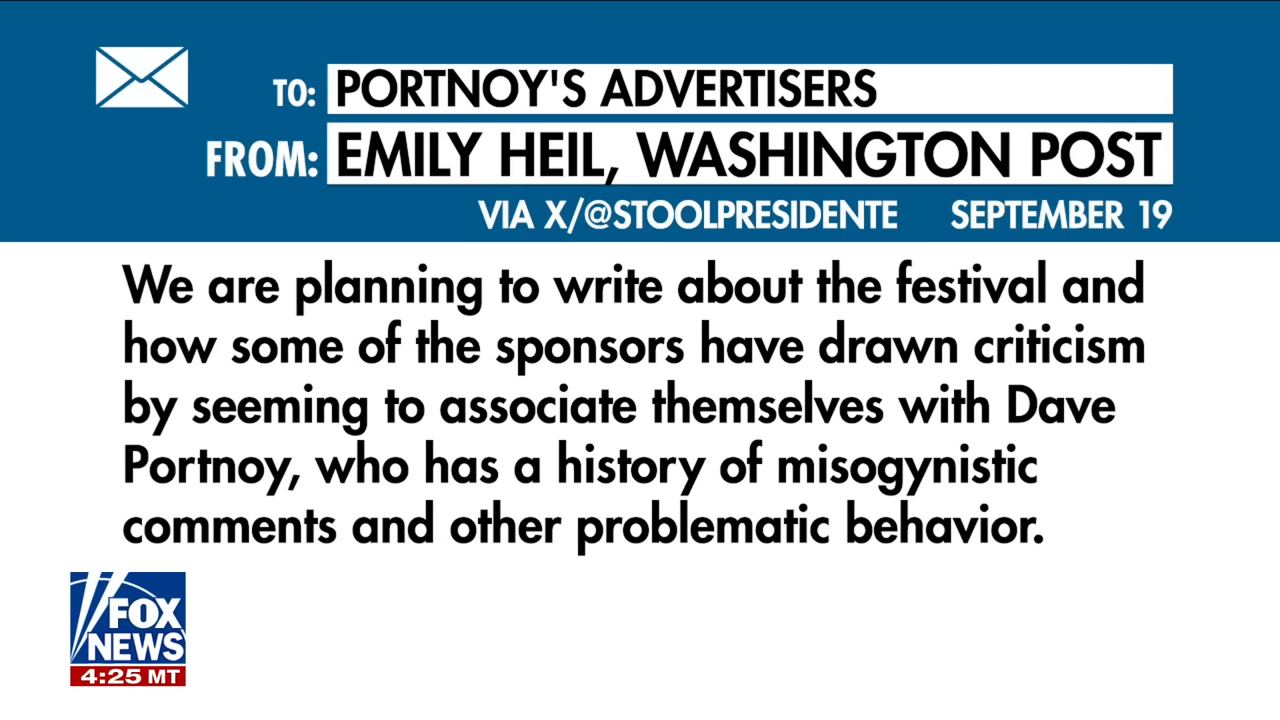 TO: PORTNOY'S ADVERTISERS
FROM: EMILY HEIL, WASHINGTON POST
VIA X/@STOOLPRESIDENTE SEPTEMBER 19
We are planning to write about the festival and
how some of the sponsors have drawn criticism
by seeming to associate themselves with Dave
Portnoy, who has a history of misogynistic
comments and other problematic behavior.
FOX
NEWS
4:25 MT